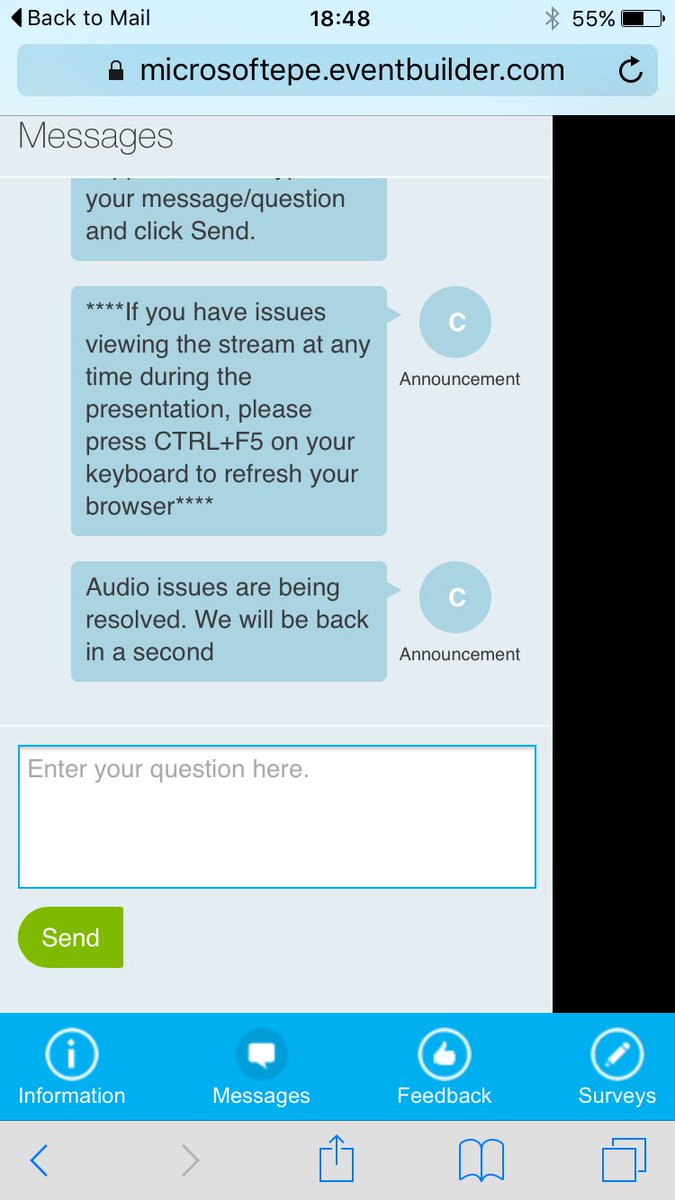 Back to Mail
18:48
55%
microsoftepe.eventbuilder.com
Messages
your message/question
and click Send.
****If you have issues
viewing the stream at any
time during the
presentation, please
press CTRL+F5 on your
keyboard to refresh your
browser****
C
Announcement
Audio issues are being
resolved. We will be back
in a second
C
Announcement
Enter your question here.
Send
Information
Messages
Feedback
Surveys